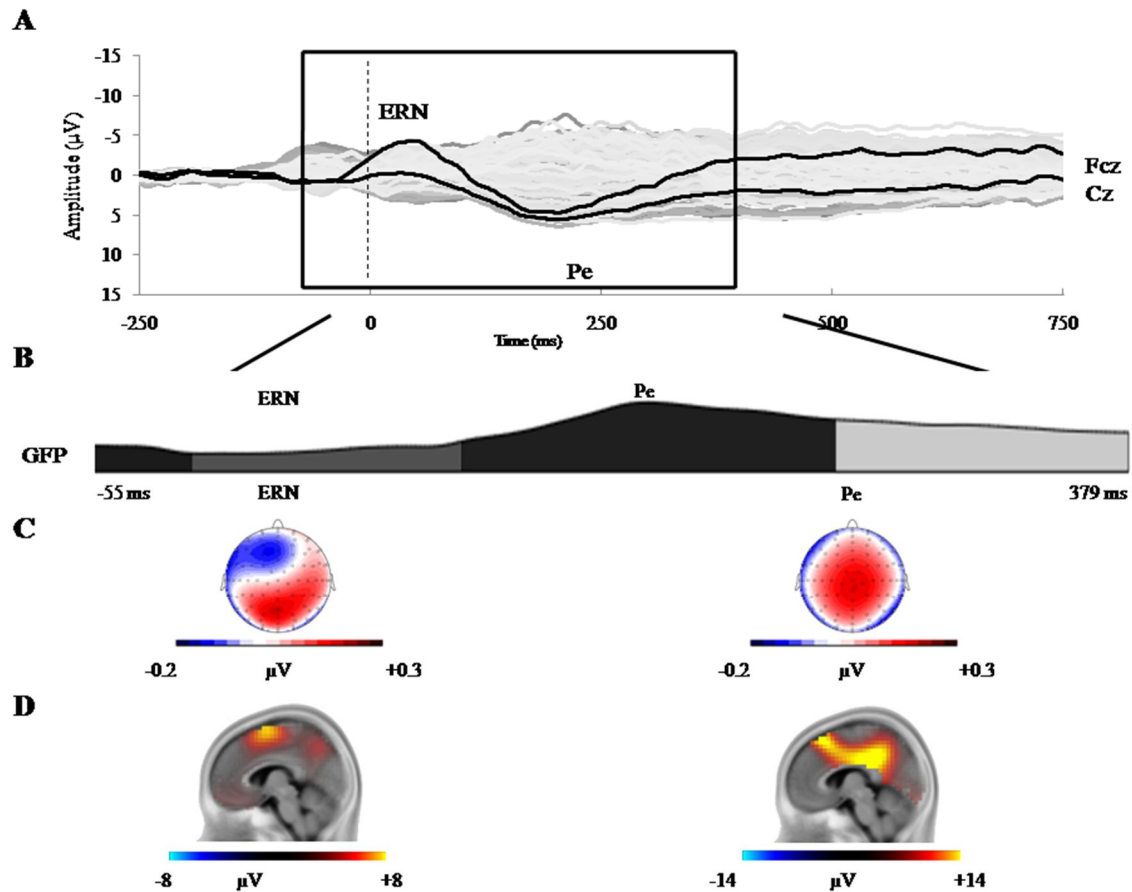 A
-15
-10
-5
0
5
10
15
Amplitude (µV)
ERN
Pe
Fcz
Cz
-250 0 250 500 750
Time (ms)
B
ERN Pe
GFP
-55 ms ERN Pe 379 ms
C
-0.2 µV +0.3 -0.2 µV +0.3
D
-8 µV +8 -14 µV +14